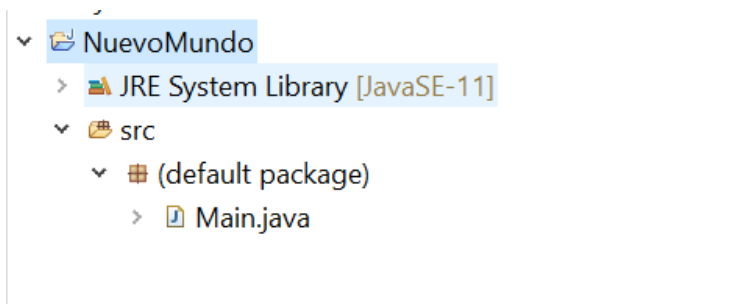 NuevoMundo
JRE System Library [JavaSE-11]
src
(default package)
Main.java